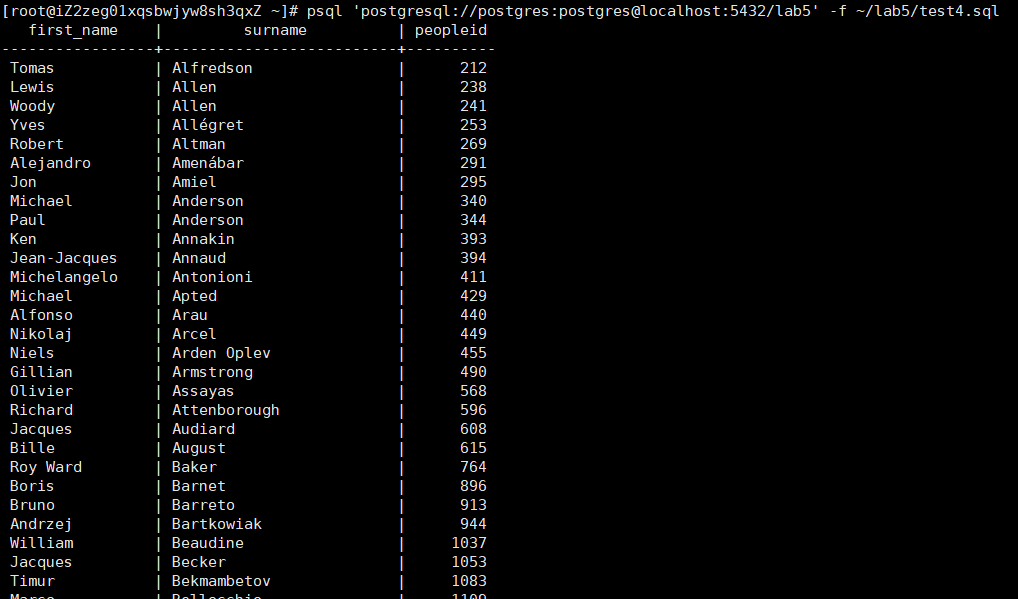 [root@iZ2zeg01xqsbwjyw8sh3qxZ ~]# psql 'postgresql://postgres:postgres@localhost:5432/lab5' -f ~/lab5/test4.sql
first_name | surname | peopleid
----------------+--------------------------+----------
Tomas | Alfredson | 212
Lewis | Allen | 238
Woody | Allen | 241
Yves | Allégret | 253
Robert | Altman | 269
Alejandro | Amenábar | 291
Jon | Amiel | 295
Michael | Anderson | 340
Paul | Anderson | 344
Ken | Annakin | 393
Jean-Jacques | Annaud | 394
Michelangelo | Antonioni | 411
Michael | Apted | 429
Alfonso | Arau | 440
Nikolaj | Arcel | 449
Niels | Arden Oplev | 455
Gillian | Armstrong | 490
Olivier | Assayas | 568
Richard | Attenborough | 596
Jacques | Audiard | 608
Bille | August | 615
Roy Ward | Baker | 764
Boris | Barnet | 896
Bruno | Barreto | 913
Andrzej | Bartkowiak | 944
William | Beaudine | 1037
Jacques | Becker | 1053
Timur | Bekmambetov | 1083
Marco | Bellocchio | 1109